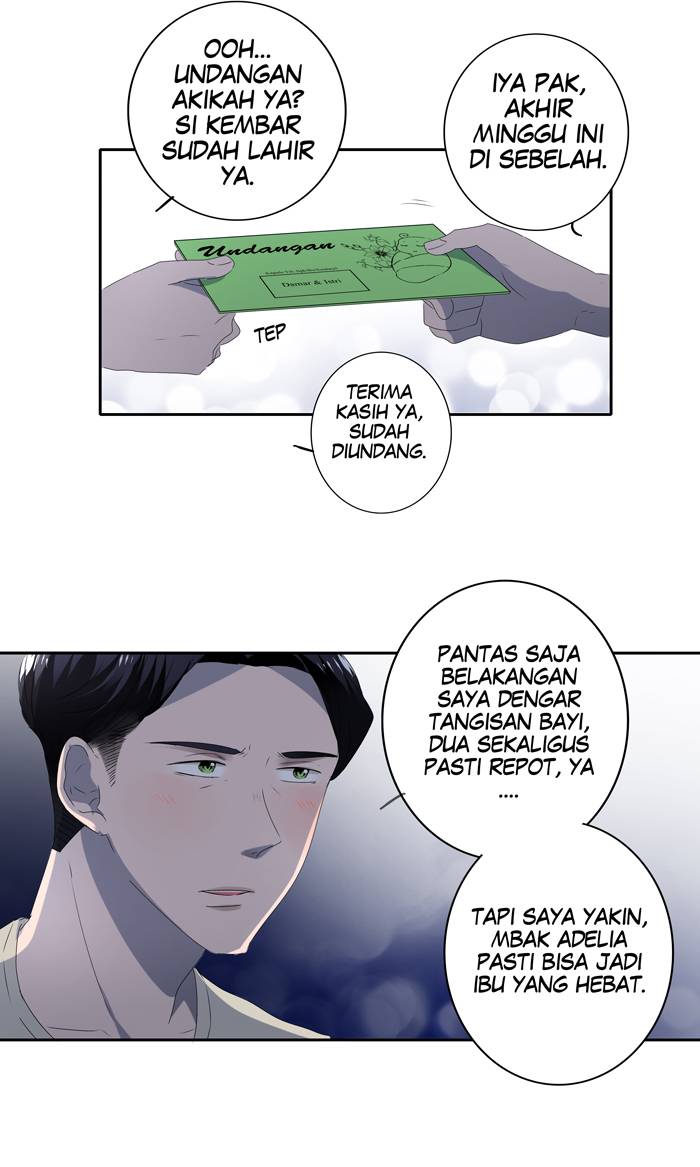 OOH...
UNDANGAN
AKIKAH YA?
SI KEMBAR
SUDAH LAHIR
YA.
IYA PAK,
AKHIR
MINGGU INI
DI SEBELAH.
Undangan
Damar & Istri
TEP
TERIMA
KASIH YA,
SUDAH
DIUNDANG.
PANTAS SAJA
BELAKANGAN
SAYA DENGAR
TANGISAN BAYI,
DUA SEKALIGUS
PASTI REPOT, YA
....
TAPI SAYA YAKIN,
MBAK ADELIA
PASTI BISA JADI
IBU YANG HEBAT.